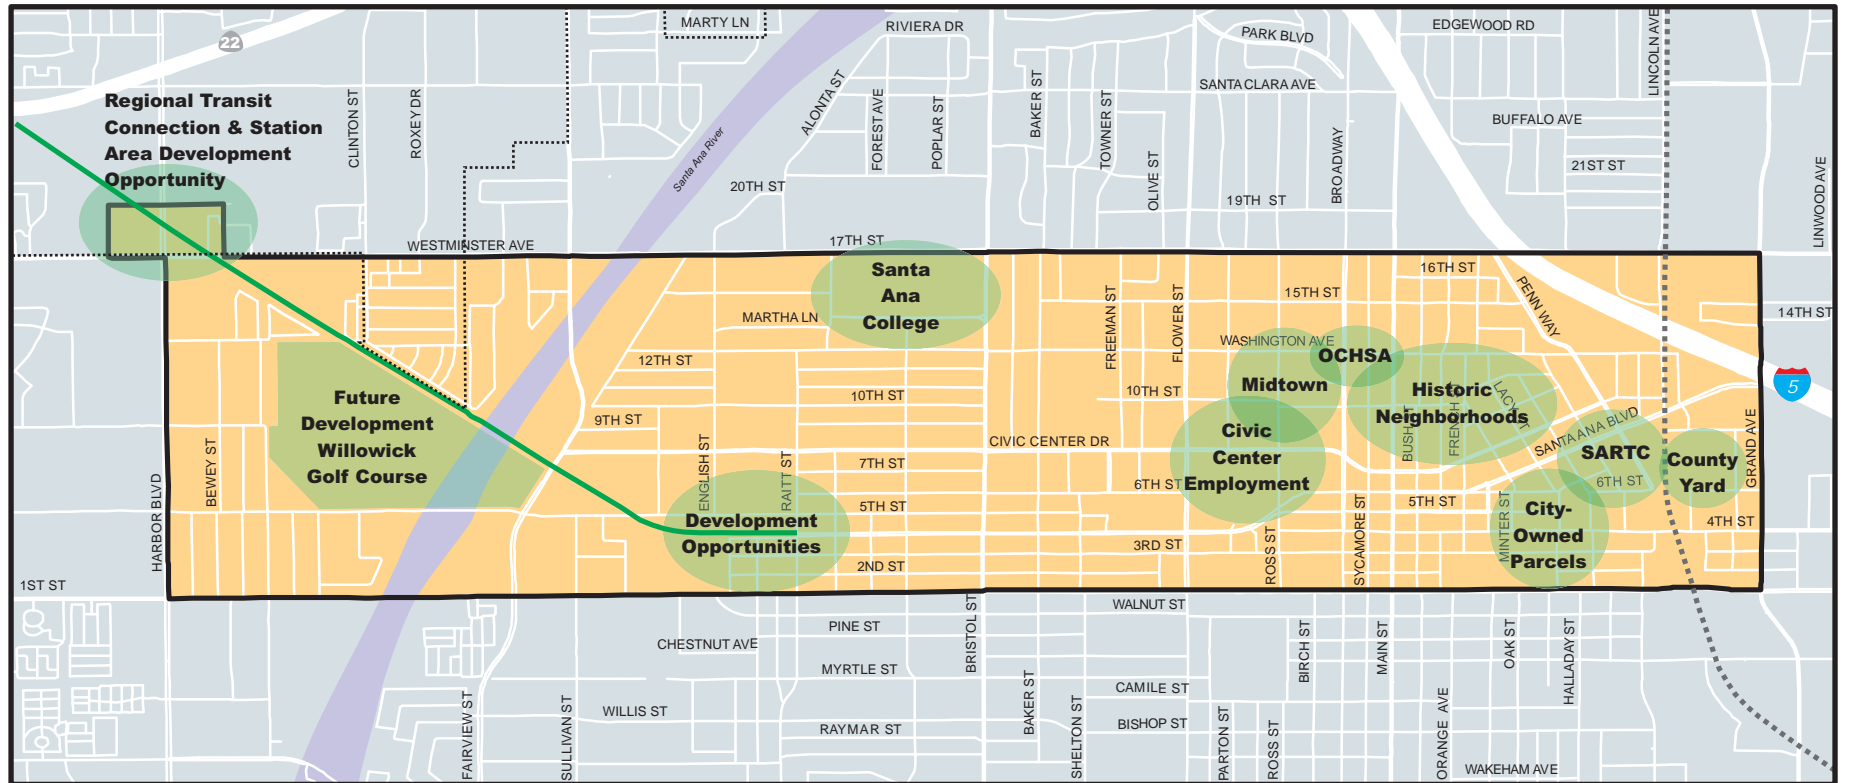 MARTY LN
RIVIERA DR
EDGEWOOD RD
PARK BLVD
LINCOLN AVE
22
SANTA CLARA AVE
Regional Transit
Connection & Station
Area Development
Opportunity
CLINTON ST
ROXEY DR
ALONTA ST
FOREST AVE
POPLAR ST
BAKER ST
TOWNER ST
OLIVE ST
BROADWAY
BUFFALO AVE
21ST ST
LINWOOD AVE
Santa Ana River
20TH ST
19TH ST
WESTMINSTER AVE
17TH ST
Santa
Ana
College
16TH ST
PENN WAY
15TH ST
14TH ST
MARTHA LN
FREEMAN ST
FLOWER ST
WASHINGTON AVE
OCHSA
12TH ST
Midtown
Historic
Neighborhoods
LACY ST
5
10TH ST
10TH ST
Future
Development
Willowick
Golf Course
9TH ST
BUSH ST
FRENCH ST
SANTA ANA BLVD
GRAND AVE
Civic
Center
Employment
CIVIC CENTER DR
SARTC
County
Yard
HARBOR BLVD
BEWEY ST
ENGLISH ST
RAITT ST
7TH ST
6TH ST
6TH ST
5TH ST
5TH ST
Development
Opportunities
MINTER ST
City-
Owned
Parcels
4TH ST
3RD ST
2ND ST
ROSS ST
SYCAMORE ST
1ST ST
WALNUT ST
BRISTOL ST
PINE ST
CHESTNUT AVE
MYRTLE ST
BIRCH ST
MAIN ST
OAK ST
HALLADAY ST
CAMILE ST
BISHOP ST
WILLIS ST
RAYMAR ST
FAIRVIEW ST
SULLIVAN ST
BAKER ST
SHELTON ST
PARTON ST
ROSS ST
ORANGE AVE
WAKEHAM AVE